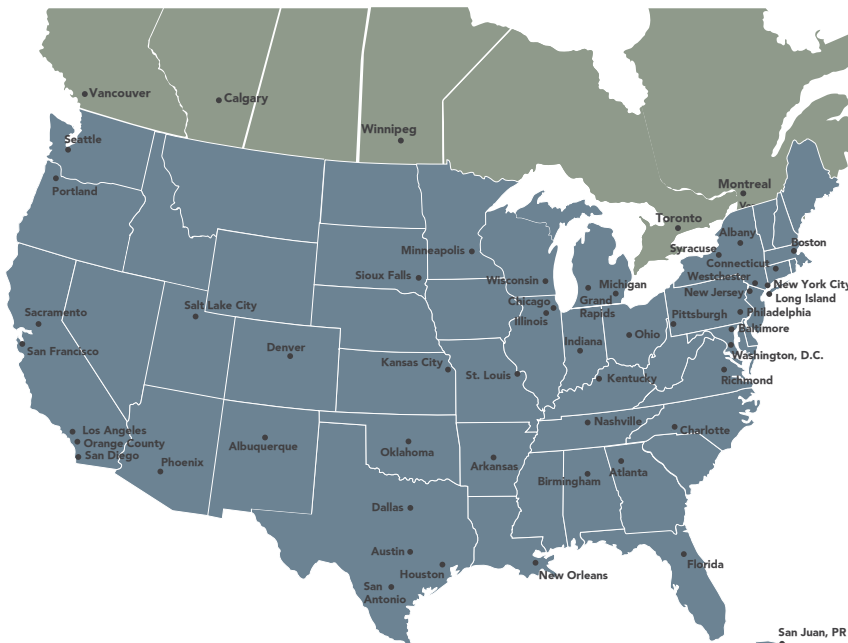 Vancouver
Calgary
Winnipeg
Seattle
Portland
Montreal
Toronto
Albany
Syracuse
Boston
Connecticut
Westchester
New York City
New Jersey
Long Island
Minneapolis
Sioux Falls
Wisconsin
Michigan
Grand
Rapids
Chicago
Illinois
Salt Lake City
Sacramento
San Francisco
Denver
Kansas City
St. Louis
Indiana
Ohio
Pittsburgh
Philadelphia
Baltimore
Washington, D.C.
Kentucky
Richmond
Los Angeles
Orange County
San Diego
Phoenix
Albuquerque
Oklahoma
Arkansas
Nashville
Charlotte
Birmingham
Atlanta
Dallas
Austin
Houston
San
Antonio
New Orleans
Florida
San Juan, PR